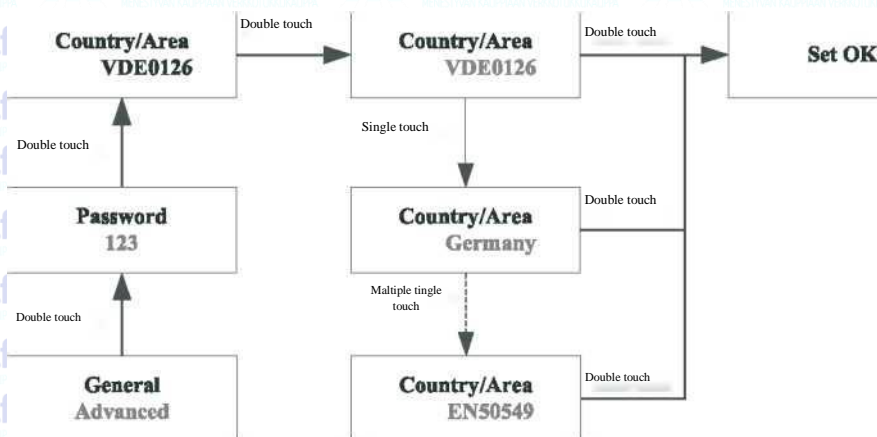 Double touch
Country/Area
VDE0126
Country/Area
VDE0126
Double touch
Set OK
Double touch
Single touch
Password
123
Country/Area
Germany
Double touch
Double touch
Maltiple tingle
touch
General
Advanced
Country/Area
EN50549
Double touch